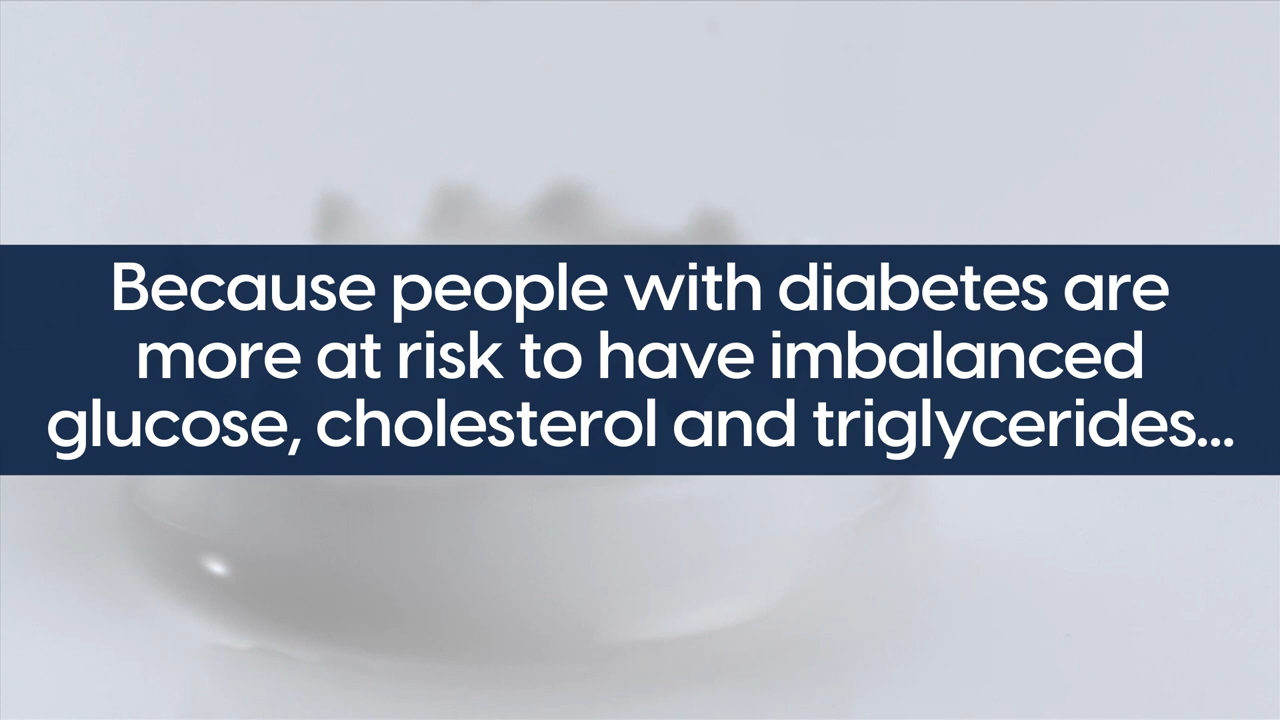 Because people with diabetes are
more at risk to have imbalanced
glucose, cholesterol and triglycerides...